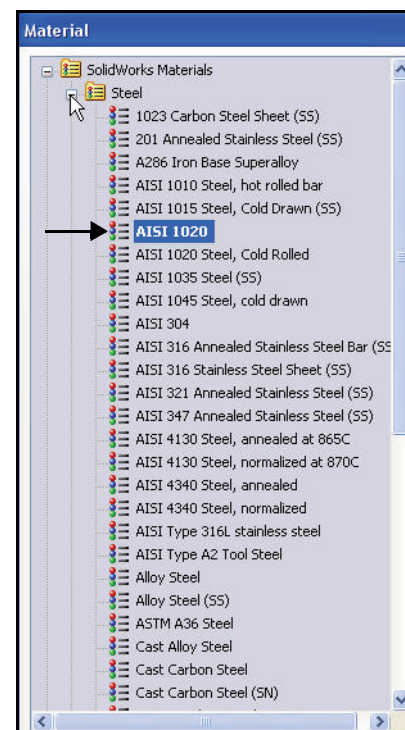 Material
SolidWorks Materials
Steel
1023 Carbon Steel Sheet (SS)
201 Annealed Stainless Steel (SS)
A286 Iron Base Superalloy
AISI 1010 Steel, hot rolled bar
AISI 1015 Steel, Cold Drawn (SS)
AISI 1020
AISI 1020 Steel, Cold Rolled
AISI 1035 Steel (SS)
AISI 1045 Steel, cold drawn
AISI 304
AISI 316 Annealed Stainless Steel Bar (SS
AISI 316 Stainless Steel Sheet (SS)
AISI 321 Annealed Stainless Steel (SS)
AISI 347 Annealed Stainless Steel (SS)
AISI 4130 Steel, annealed at 865C
AISI 4130 Steel, normalized at 870C
AISI 4340 Steel, annealed
AISI 4340 Steel, normalized
AISI Type 316L stainless steel
AISI Type A2 Tool Steel
Alloy Steel
Alloy Steel (SS)
ASTM A36 Steel
Cast Alloy Steel
Cast Carbon Steel
Cast Carbon Steel (SN)